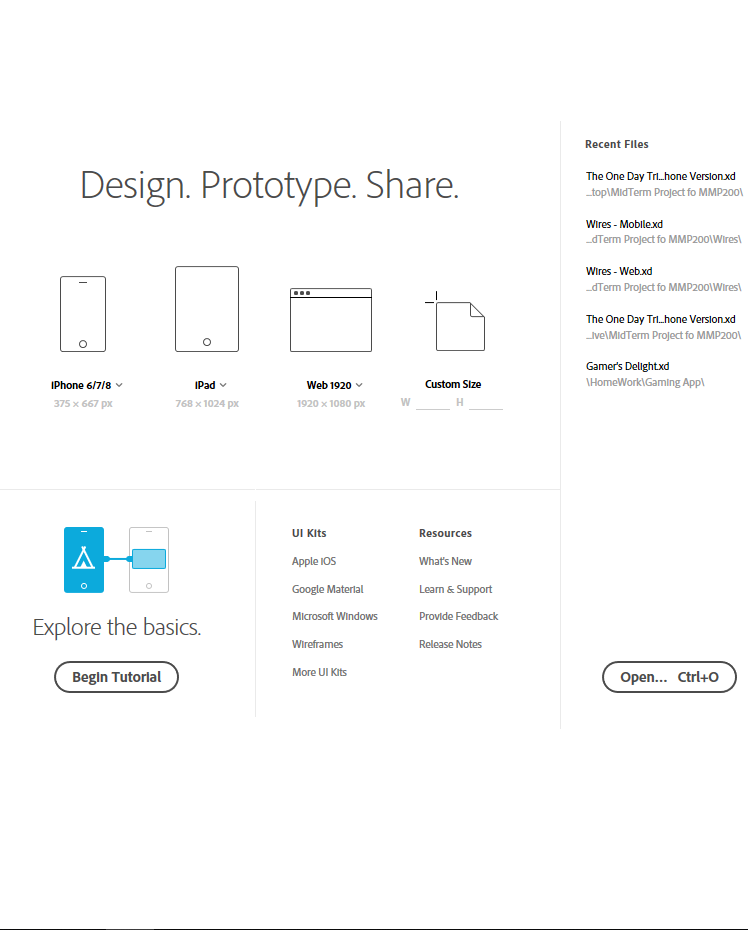 Design. Prototype. Share.
iPhone 6/7/8
375 × 667 px
iPad
768 × 1024 px
Web 1920
1920 × 1080 px
Custom Size
W H
Explore the basics.
Begin Tutorial
UI Kits
Apple iOS
Google Material
Microsoft Windows
Wireframes
More UI Kits
Resources
What's New
Learn & Support
Provide Feedback
Release Notes
Recent Files
The One Day Tri...hone Version.xd
...top\MidTerm Project fo MMP200\
Wires - Mobile.xd
...dTerm Project fo MMP200\Wires\
Wires - Web.xd
...dTerm Project fo MMP200\Wires\
The One Day Tri...hone Version.xd
...ive\MidTerm Project fo MMP200\
Gamer's Delight.xd
\HomeWork\Gaming App\
Open... Ctrl+O